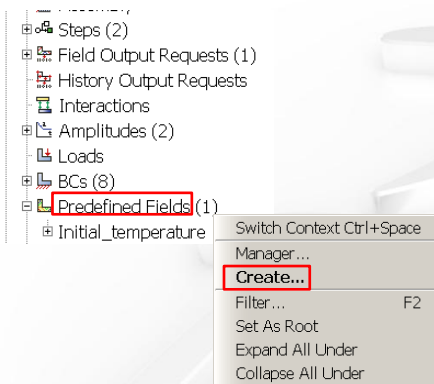 Steps (2)
Field Output Requests (1)
History Output Requests
Interactions
Amplitudes (2)
Loads
BCs (8)
Predefined Fields (1)
Initial_temperature
Switch Context Ctrl+Space
Manager...
Create...
Filter... F2
Set As Root
Expand All Under
Collapse All Under